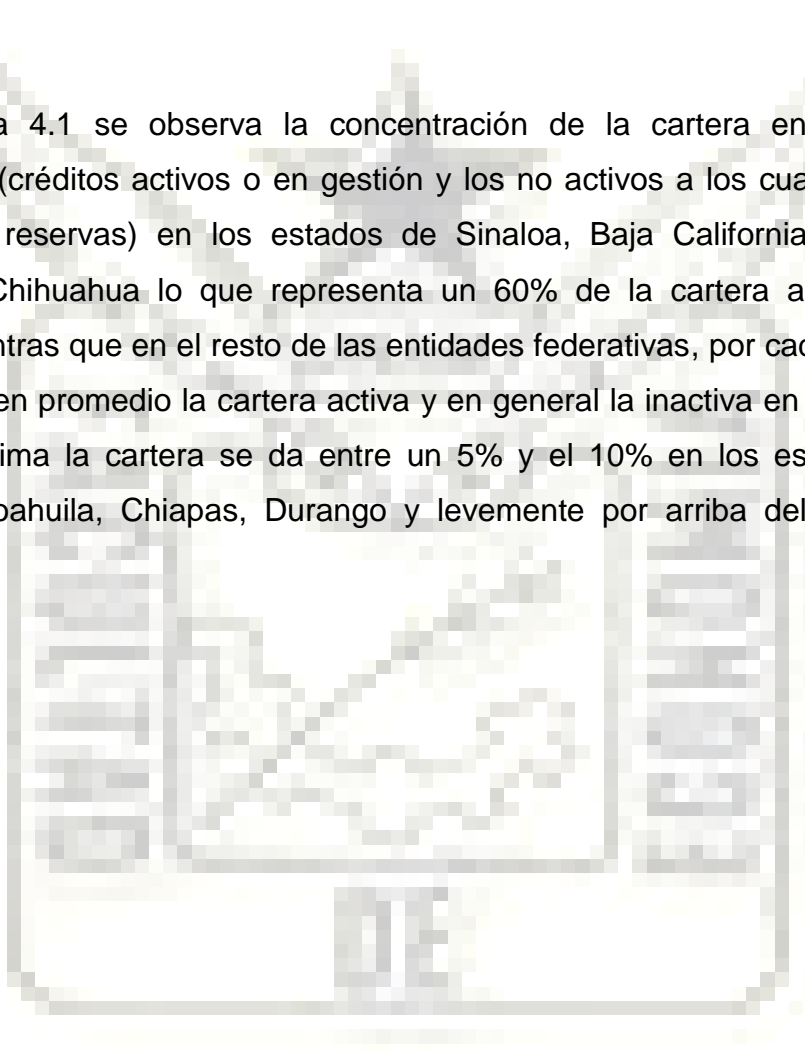 a 4.1 se observa la concentración de la cartera en
(créditos activos o en gestión y los no activos a los cua
reservas) en los estados de Sinaloa, Baja California
Chihuahua lo que representa un 60% de la cartera a
ntras que en el resto de las entidades federativas, por cad
en promedio la cartera activa y en general la inactiva en
ima la cartera se da entre un 5% y el 10% en los es
oahuila, Chiapas, Durango y levemente por arriba del
DE